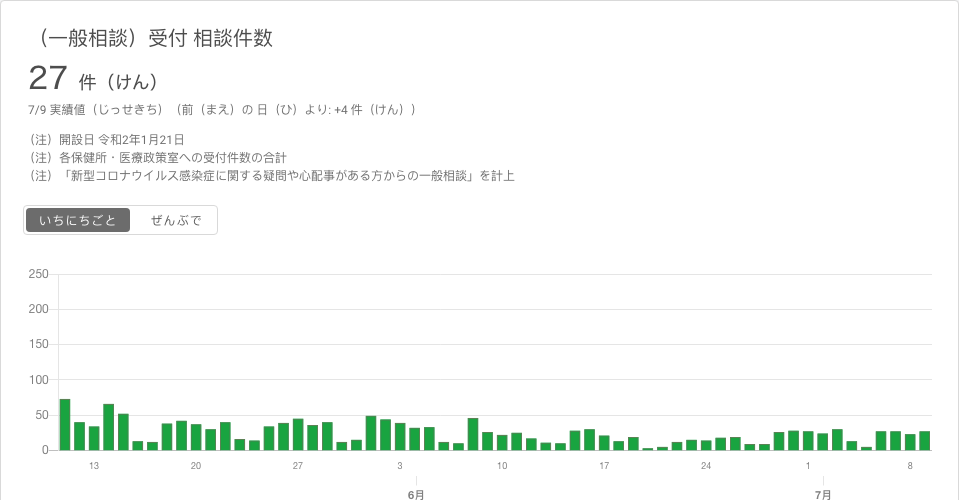 （一般相談）受付 相談件数
27 件（けん）
7/9 実績値（じっせきち）（前（まえ）の 日（ひ）より: +4 件（けん））
（注）開設日 令和2年1月21日
（注）各保健所・医療政策室への受付件数の合計
（注）「新型コロナウイルス感染症に関する疑問や心配事がある方からの一般相談」を計上
いちにちごと ぜんぶで
250
200
150
100
50
0
13 20 27 3 10 17 24 1 8
6月 7月